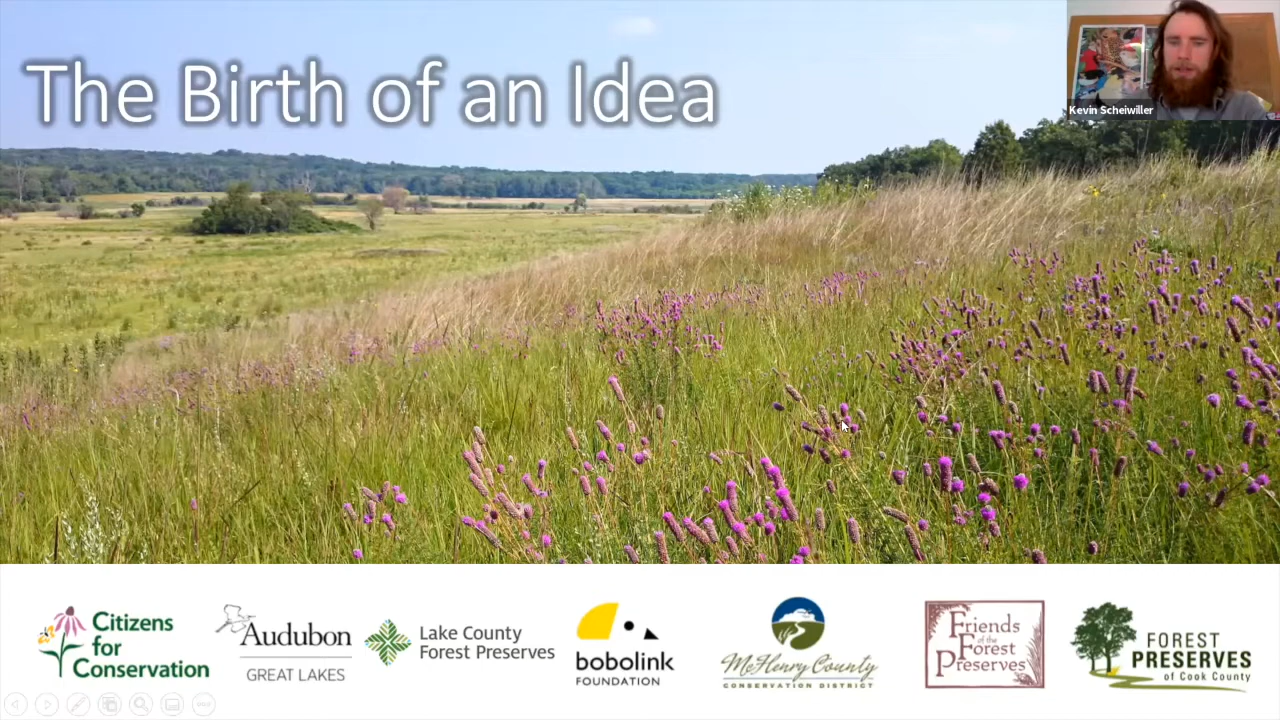 The Birth of an Idea
Kevin Scheiwiller
Citizens
for
Conservation
Audubon
GREAT LAKES
Lake County
Forest Preserves
bobolink
FOUNDATION
McHenry County
CONSERVATION DISTRICT
Friends
of the
Forest
Preserves
FOREST
PRESERVES
of Cook County